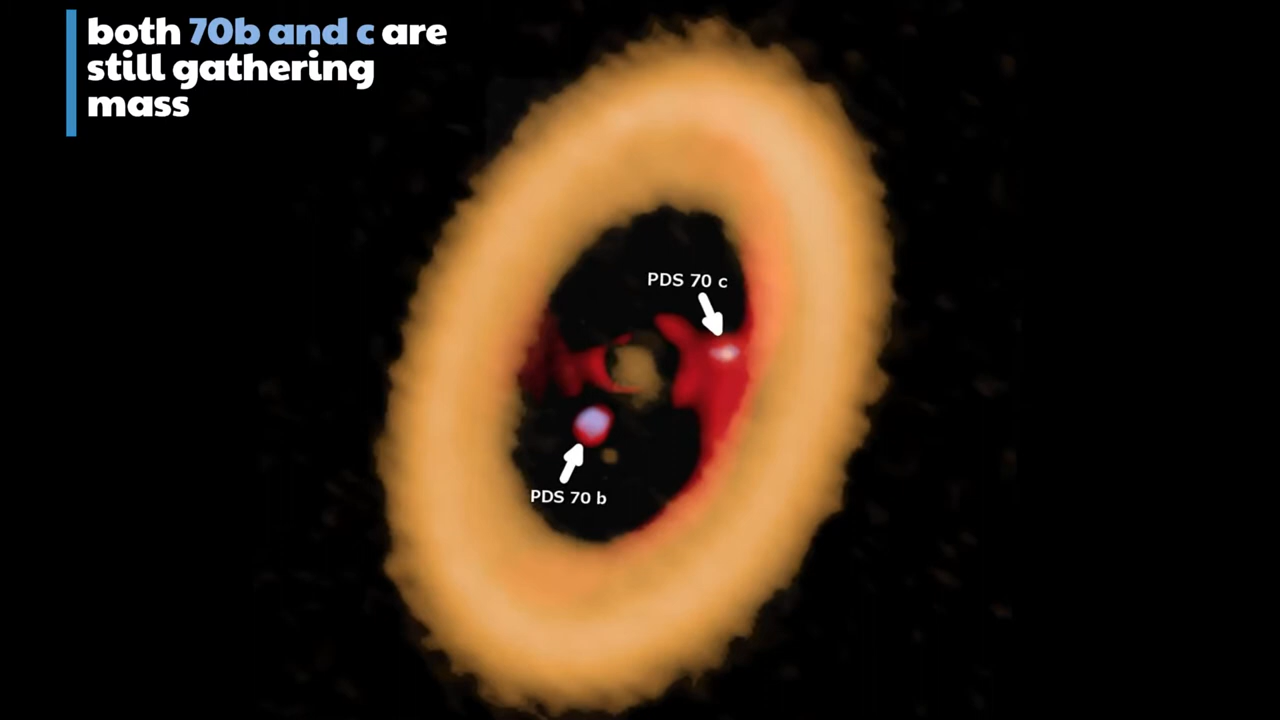 both 70b and c are
still gathering
mass
PDS 70 c
PDS 70 b